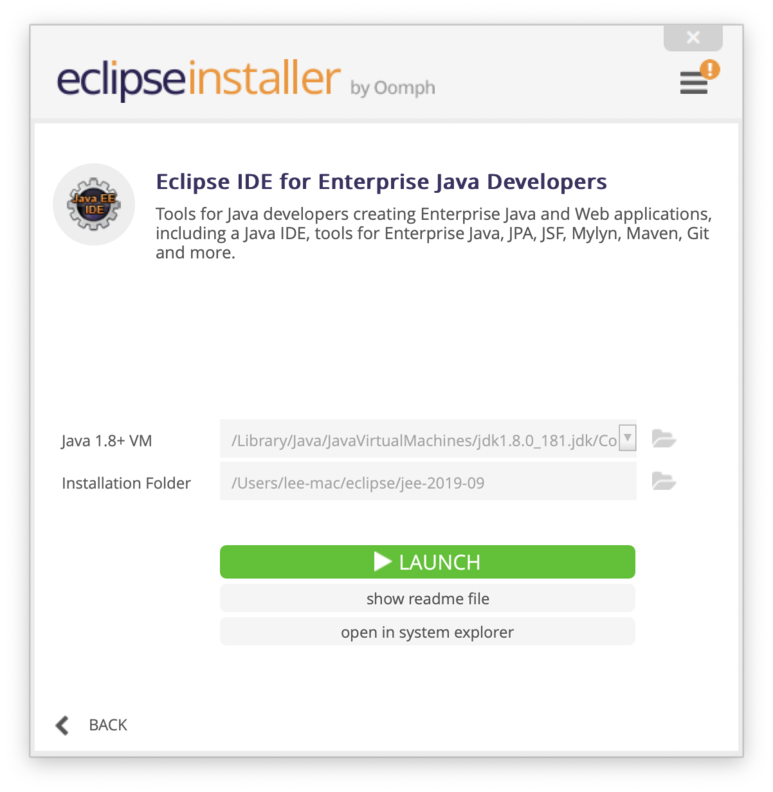 eclipseinstaller by Oomph
!
Eclipse IDE for Enterprise Java Developers
Java EE
IDE
Tools for Java developers creating Enterprise Java and Web applications,
including a Java IDE, tools for Enterprise Java, JPA, JSF, Mylyn, Maven, Git
and more.
Java 1.8+ VM
/Library/Java/JavaVirtualMachines/jdk1.8.0_181.jdk/Co
Installation Folder
/Users/lee-mac/eclipse/jee-2019-09
LAUNCH
show readme file
open in system explorer
BACK